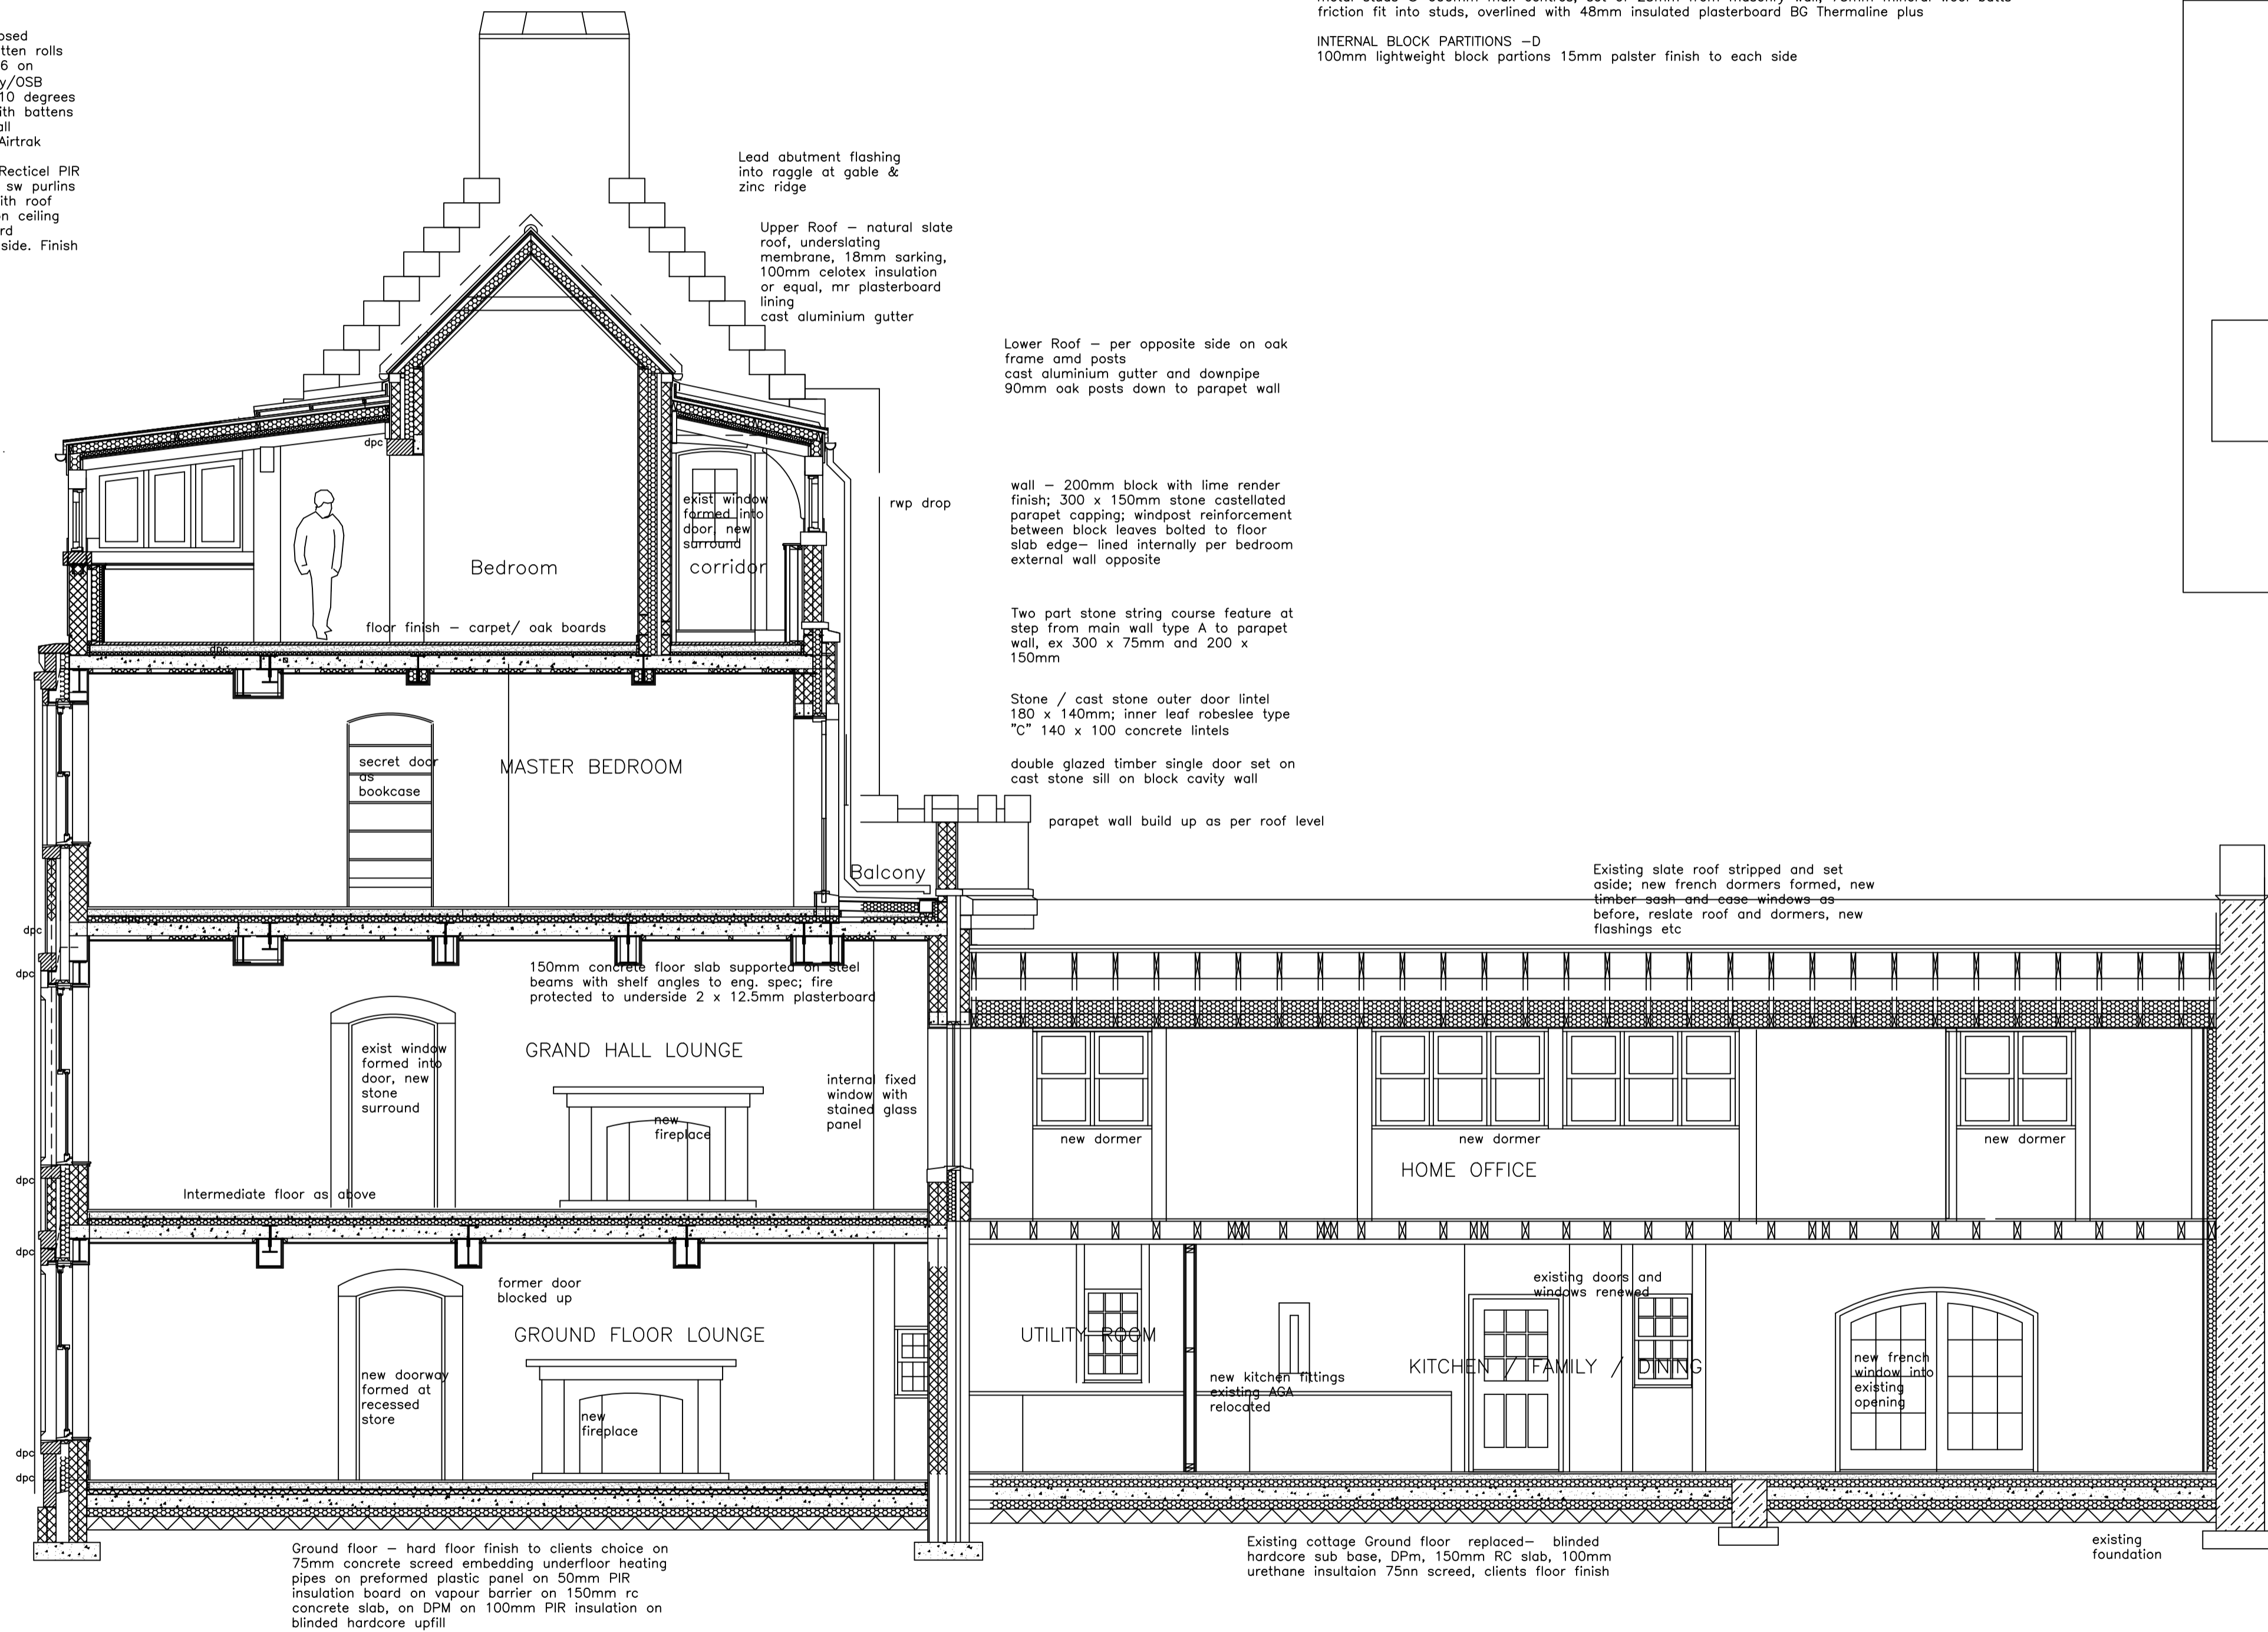 osed
tten rolls
6 on
y/OSB
10 degrees
ith battens
all
Airtrak
Recticel PIR
sw purlins
ith roof
n ceiling
rd
side. Finish
friction fit into studs, overlined with 48mm insulated plasterboard BG Thermaline plus
INTERNAL BLOCK PARTITIONS –D
100mm lightweight block partions 15mm palster finish to each side
Lead abutment flashing
into raggle at gable &
zinc ridge
Upper Roof – natural slate
roof, underslating
membrane, 18mm sarking,
100mm celotex insulation
or equal, mr plasterboard
lining
cast aluminium gutter
Lower Roof – per opposite side on oak
frame amd posts
cast aluminium gutter and downpipe
90mm oak posts down to parapet wall
dpc
exist window
formed into
door, new
surround
rwp drop
wall – 200mm block with lime render
finish; 300 x 150mm stone castellated
parapet capping; windpost reinforcement
between block leaves bolted to floor
slab edge– lined internally per bedroom
external wall opposite
Bedroom
corridor
floor finish – carpet/ oak boards
dpc
Two part stone string course feature at
step from main wall type A to parapet
wall, ex 300 x 75mm and 200 x
150mm
Stone / cast stone outer door lintel
180 x 140mm; inner leaf robeslee type
"C" 140 x 100 concrete lintels
secret door
as
bookcase
MASTER BEDROOM
double glazed timber single door set on
cast stone sill on block cavity wall
parapet wall build up as per roof level
Balcony
Existing slate roof stripped and set
aside; new french dormers formed, new
timber sash and case windows as
before, reslate roof and dormers, new
flashings etc
dpc
dpc
150mm concrete floor slab supported on steel
beams with shelf angles to eng. spec; fire
protected to underside 2 x 12.5mm plasterboard
exist window
formed into
door, new
stone
surround
GRAND HALL LOUNGE
new
fireplace
internal fixed
window with
stained glass
panel
new dormer
new dormer
new dormer
HOME OFFICE
dpc
Intermediate floor as above
dpc
former door
blocked up
GROUND FLOOR LOUNGE
new doorway
formed at
recessed
store
new
fireplace
UTILITY ROOM
existing doors and
windows renewed
KITCHEN / FAMILY / DINING
new kitchen fittings
existing AGA
relocated
new french
window into
existing
opening
dpc
dpc
Ground floor – hard floor finish to clients choice on
75mm concrete screed embedding underfloor heating
pipes on preformed plastic panel on 50mm PIR
insulation board on vapour barrier on 150mm rc
concrete slab, on DPM on 100mm PIR insulation on
blinded hardcore upfill
Existing cottage Ground floor replaced– blinded
hardcore sub base, DPm, 150mm RC slab, 100mm
urethane insultaion 75nn screed, clients floor finish
existing
foundation